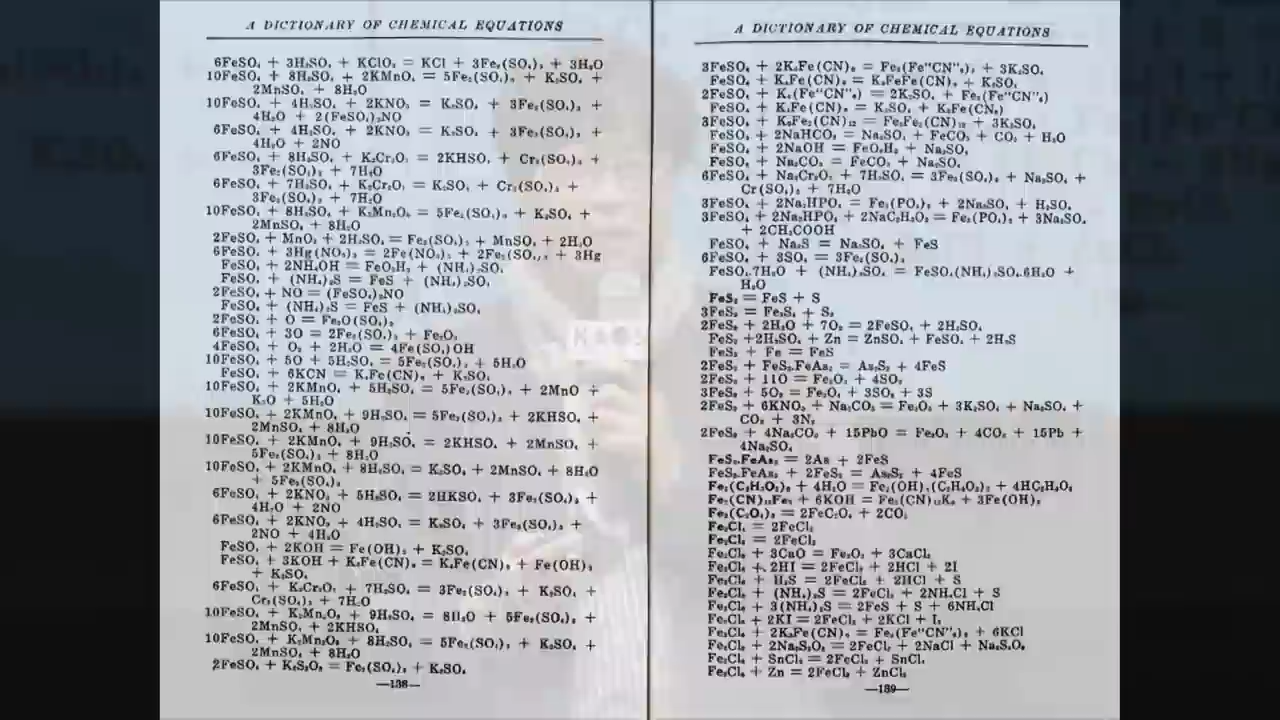 A DICTIONARY OF CHEMICAL EQUATIONS
6FeSO₄ + 3H₂SO₄ + KClO₃ = KCl + 3Fe₂(SO₄)₃ + 3H₂O
10FeSO₄ + 8H₂SO₄ + 2KMnO₄ = 5Fe₂(SO₄)₃ + K₂SO₄ +
2MnSO₄ + 8H₂O
10FeSO₄ + 4H₂SO₄ + 2KNO₃ = K₂SO₄ + 3Fe₂(SO₄)₃ +
4H₂O + 2(FeSO₄)₂NO
6FeSO₄ + 4H₂SO₄ + 2KNO₃ = K₂SO₄ + 3Fe₂(SO₄)₃ +
4H₂O + 2NO
6FeSO₄ + 8H₂SO₄ + K₂Cr₂O₇ = 2KHSO₄ + Cr₂(SO₄)₃ +
3Fe₂(SO₄)₃ + 7H₂O
6FeSO₄ + 7H₂SO₄ + K₂Cr₂O₇ = K₂SO₄ + Cr₂(SO₄)₃ +
3Fe₂(SO₄)₃ + 7H₂O
10FeSO₄ + 8H₂SO₄ + K₂Mn₂O₈ = 5Fe₂(SO₄)₃ + K₂SO₄ +
2MnSO₄ + 8H₂O
2FeSO₄ + MnO₂ + 2H₂SO₄ = Fe₂(SO₄)₃ + MnSO₄ + 2H₂O
6FeSO₄ + 3Hg(NO₃)₂ = 2Fe(NO₃)₃ + 2Fe₂(SO₄)₃ + 3Hg
FeSO₄ + 2NH₄OH = FeO₂H₂ + (NH₄)₂SO₄
FeSO₄ + (NH₄)₂S = FeS + (NH₄)₂SO₄
2FeSO₄ + NO = (FeSO₄)₂NO
FeSO₄ + (NH₄)₂S = FeS + (NH₄)₂SO₄
2FeSO₄ + O = Fe₂O(SO₄)₂
6FeSO₄ + 3O = 2Fe₂(SO₄)₃ + Fe₂O₃
4FeSO₄ + O₂ + 2H₂O = 4Fe(SO₄)OH
10FeSO₄ + 5O + 5H₂SO₄ = 5Fe₂(SO₄)₃ + 5H₂O
FeSO₄ + 6KCN = K₄Fe(CN)₆ + K₂SO₄
10FeSO₄ + 2KMnO₄ + 5H₂SO₄ = 5Fe₂(SO₄)₃ + 2MnO +
K₂O + 5H₂O
10FeSO₄ + 2KMnO₄ + 9H₂SO₄ = 5Fe₂(SO₄)₃ + 2KHSO₄ +
2MnSO₄ + 8H₂O
10FeSO₄ + 2KMnO₄ + 9H₂SO₄ = 2KHSO₄ + 2MnSO₄ +
5Fe₂(SO₄)₃ + 8H₂O
10FeSO₄ + 2KMnO₄ + 8H₂SO₄ = K₂SO₄ + 2MnSO₄ + 8H₂O
+ 5Fe₂(SO₄)₃
6FeSO₄ + 2KNO₃ + 5H₂SO₄ = 2HKSO₄ + 3Fe₂(SO₄)₃ +
4H₂O + 2NO
6FeSO₄ + 2KNO₃ + 4H₂SO₄ = K₂SO₄ + 3Fe₂(SO₄)₃ +
2NO + 4H₂O
FeSO₄ + 2KOH = Fe(OH)₂ + K₂SO₄
FeSO₄ + 3KOH + K₃Fe(CN)₆ = K₄Fe(CN)₆ + Fe(OH)₃
+ K₂SO₄
6FeSO₄ + K₂Cr₂O₇ + 7H₂SO₄ = 3Fe₂(SO₄)₃ + K₂SO₄ +
Cr₂(SO₄)₃ + 7H₂O
10FeSO₄ + K₂Mn₂O₈ + 9H₂SO₄ = 8H₂O + 5Fe₂(SO₄)₃ +
2MnSO₄ + 2KHSO₄
10FeSO₄ + K₂Mn₂O₈ + 8H₂SO₄ = 5Fe₂(SO₄)₃ + K₂SO₄ +
2MnSO₄ + 8H₂O
2FeSO₄ + K₂S₂O₈ = Fe₂(SO₄)₃ + K₂SO₄
—138—
A DICTIONARY OF CHEMICAL EQUATIONS
3FeSO₄ + 2K₃Fe(CN)₆ = Fe₃(Fe"CN"₆)₂ + 3K₂SO₄
FeSO₄ + K₄Fe(CN)₆ = K₂FeFe(CN)₆ + K₂SO₄
2FeSO₄ + K₄(Fe"CN"₆) = 2K₂SO₄ + Fe₂(Fe"CN"₆)
FeSO₄ + K₄Fe(CN)₆ = K₂SO₄ + K₂Fe(CN₆)
3FeSO₄ + K₆Fe₂(CN)₁₂ = Fe₃Fe₂(CN)₁₂ + 3K₂SO₄
FeSO₄ + 2NaHCO₃ = Na₂SO₄ + FeCO₃ + CO₂ + H₂O
FeSO₄ + 2NaOH = FeO₂H₂ + Na₂SO₄
FeSO₄ + Na₂CO₃ = FeCO₃ + Na₂SO₄
6FeSO₄ + Na₂Cr₂O₇ + 7H₂SO₄ = 3Fe₂(SO₄)₃ + Na₂SO₄ +
Cr(SO₄)₃ + 7H₂O
3FeSO₄ + 2Na₂HPO₄ = Fe₃(PO₄)₂ + 2Na₂SO₄ + H₂SO₄
3FeSO₄ + 2Na₂HPO₄ + 2NaC₂H₃O₂ = Fe₃(PO₄)₂ + 3Na₂SO₄
+ 2CH₃COOH
FeSO₄ + Na₂S = Na₂SO₄ + FeS
6FeSO₄ + 3SO₄ = 3Fe₂(SO₄)₃
FeSO₄.7H₂O + (NH₄)₂SO₄ = FeSO₄(NH₄)₂SO₄.6H₂O +
H₂O
FeS₂ = FeS + S
3FeS₂ = Fe₃S₄ + S₂
2FeS₂ + 2H₂O + 7O₂ = 2FeSO₄ + 2H₂SO₄
FeS₂ +2H₂SO₄ + Zn = ZnSO₄ + FeSO₄ + 2H₂S
FeS₂ + Fe = FeS
2FeS₂ + FeS₂.FeAs₂ = As₂S₂ + 4FeS
2FeS₂ + 11O = Fe₂O₃ + 4SO₂
3FeS₂ + 5O₂ = Fe₃O₄ + 3SO₂ + 3S
2FeS₂ + 6KNO₃ + Na₂CO₃ = Fe₂O₃ + 3K₂SO₄ + Na₂SO₄ +
CO₂ + 3N₂
2FeS₂ + 4Na₂CO₃ + 15PbO = Fe₂O₃ + 4CO₂ + 15Pb +
4Na₂SO₄
FeS₂.FeAs₂ = 2As + 2FeS
FeS₂.FeAs₂ + 2FeS₂ = As₂S₂ + 4FeS
Fe₂(C₂H₃O₂)₆ + 4H₂O = Fe₂(OH)₄(C₂H₃O₂)₂ + 4HC₂H₃O₂
Fe₂(CN)₁₂Fe₃ + 6KOH = Fe₂(CN)₁₂K₆ + 3Fe(OH)₂
Fe₂(C₂O₄)₃ = 2FeC₂O₄ + 2CO₂
Fe₂Cl₆ = 2FeCl₃
Fe₂Cl₆ = 2FeCl₃
Fe₂Cl₆ + 3CaO = Fe₂O₃ + 3CaCl₂
Fe₂Cl₆ + 2HI = 2FeCl₂ + 2HCl + 2I
Fe₂Cl₆ + H₂S = 2FeCl₂ + 2HCl + S
Fe₂Cl₆ + (NH₄)₂S = 2FeCl₂ + 2NH₄Cl + S
Fe₂Cl₆ + 3(NH₄)₂S = 2FeS + S + 6NH₄Cl
Fe₂Cl₆ + 2KI = 2FeCl₂ + 2KCl + I₂
Fe₂Cl₆ + 2K₃Fe(CN)₆ = Fe₂(Fe"CN"₆)₂ + 6KCl
Fe₂Cl₆ + 2Na₂S₂O₃ = 2FeCl₂ + 2NaCl + Na₂S₄O₆
Fe₂Cl₆ + SnCl₂ = 2FeCl₂ + SnCl₄
Fe₂Cl₆ + Zn = 2FeCl₂ + ZnCl₂
—139—